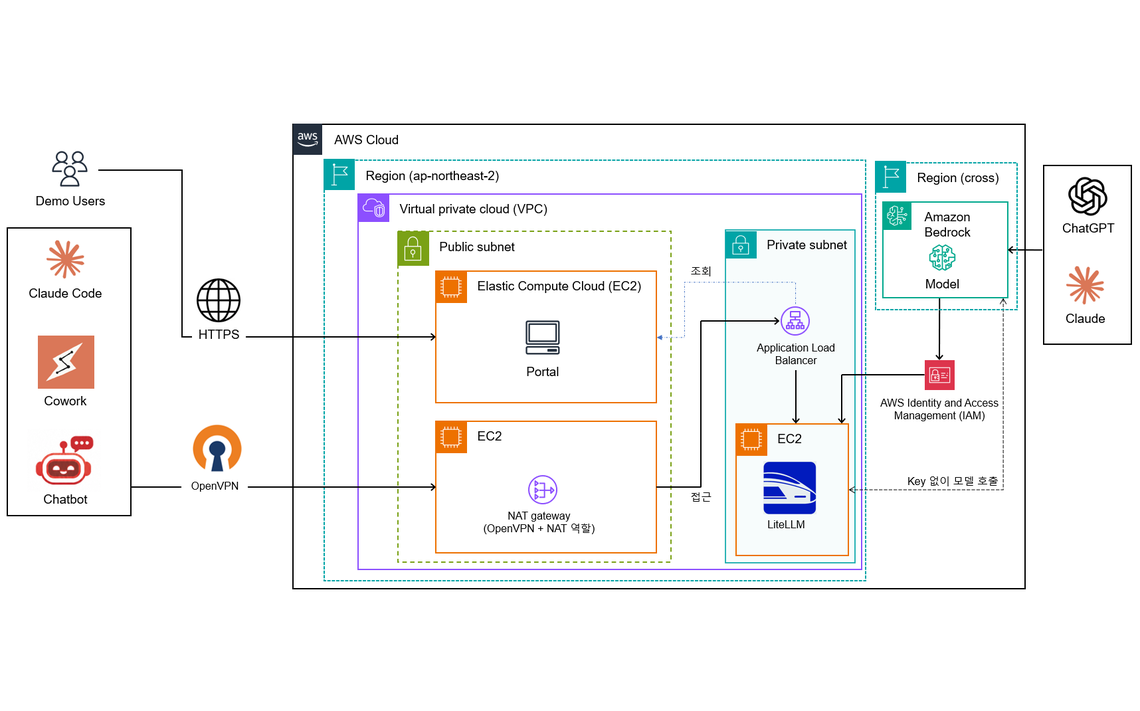 aws
AWS Cloud
Region (ap-northeast-2)
Region (cross)
Virtual private cloud (VPC)
Demo Users
Claude Code
Cowork
Chatbot
HTTPS
OpenVPN
Public subnet
Elastic Compute Cloud (EC2)
Portal
EC2
NAT gateway
(OpenVPN + NAT 역할)
조회
접근
Private subnet
Application Load
Balancer
EC2
LiteLLM
Amazon
Bedrock
Model
AWS Identity and Access
Management (IAM)
Key 없이 모델 호출
ChatGPT
Claude